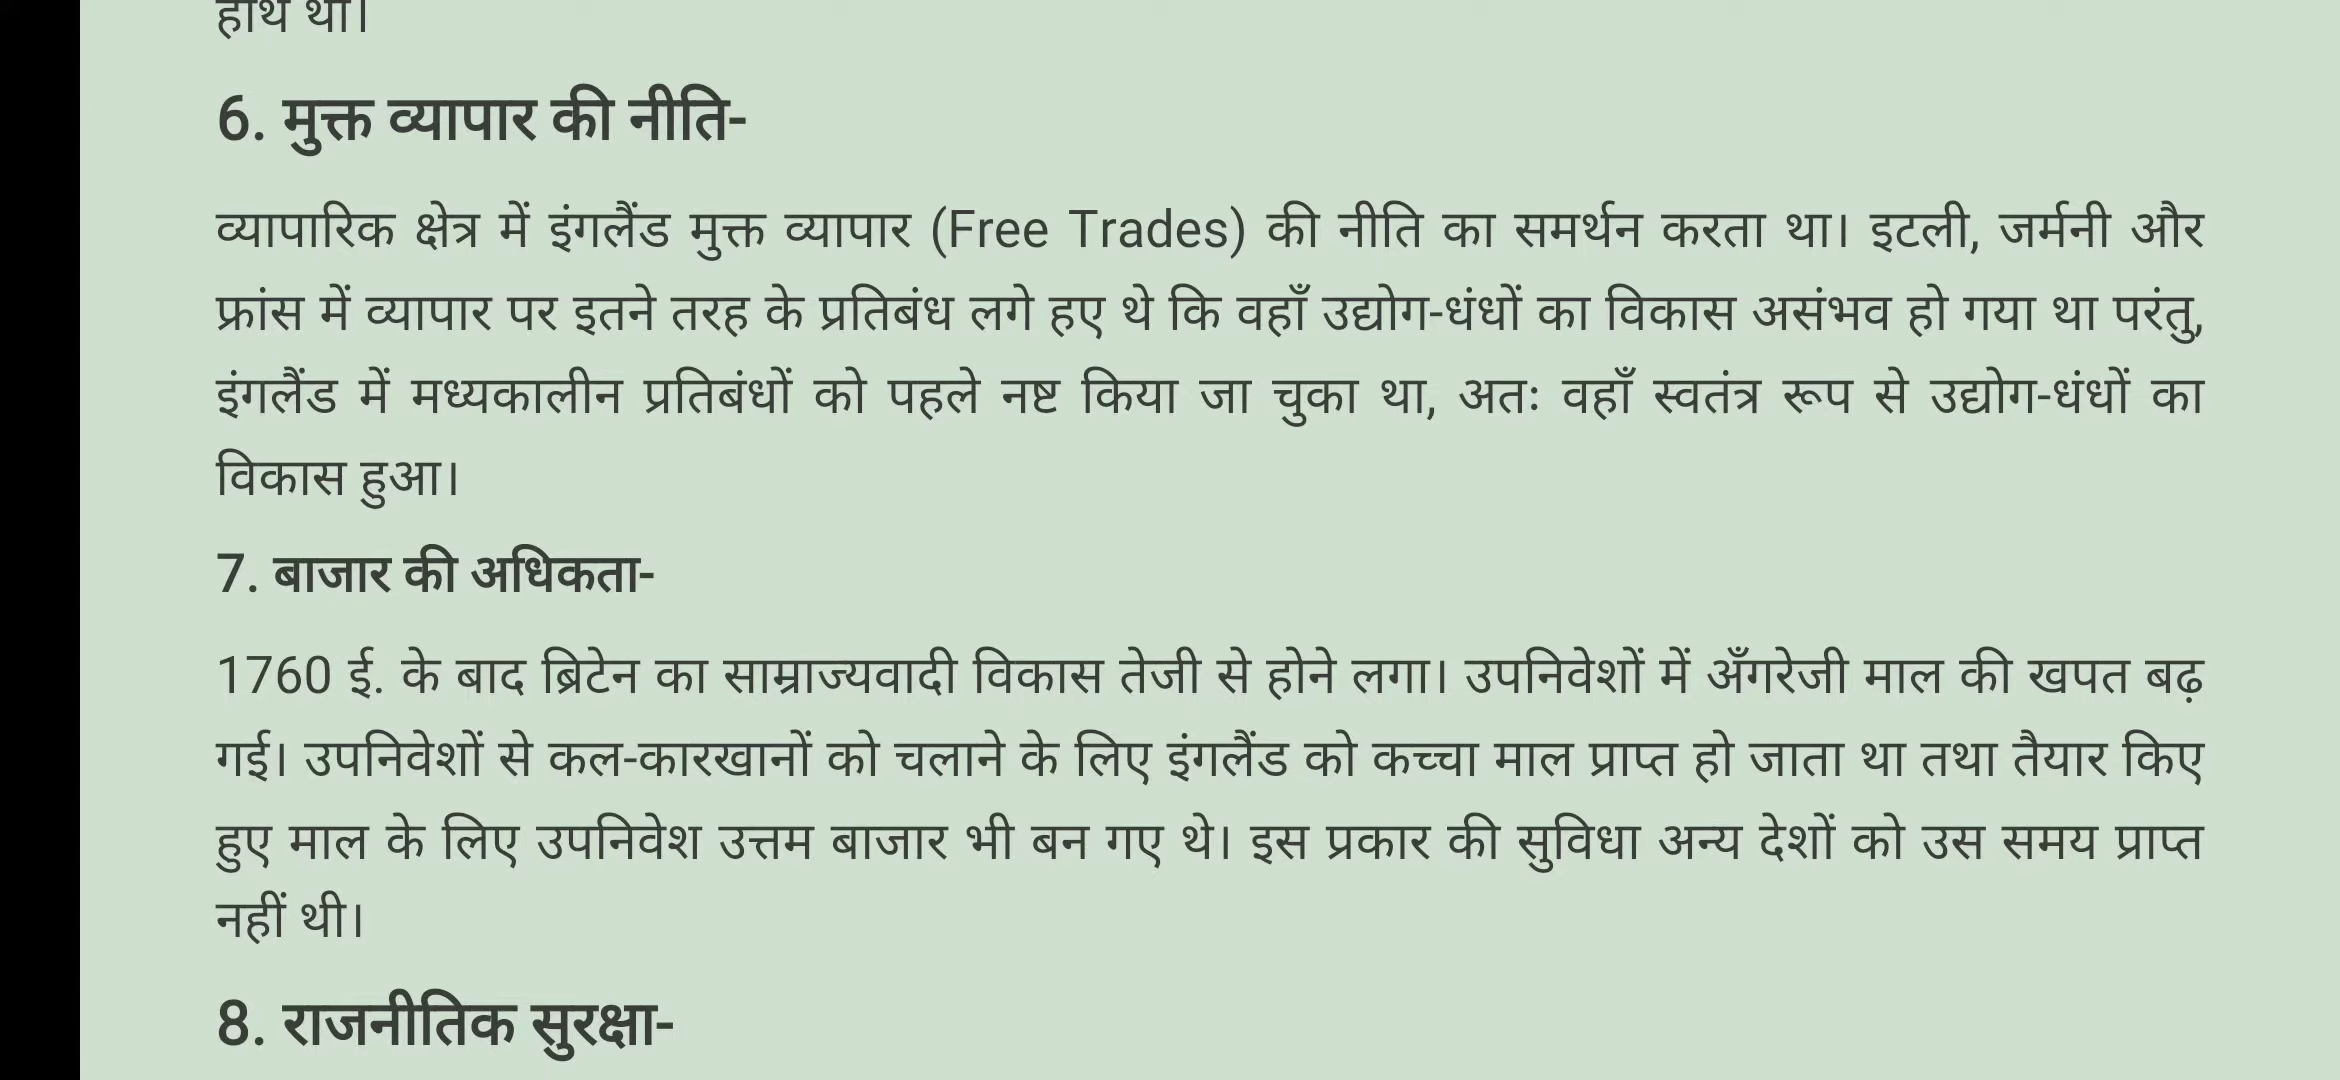 हाथ था।
6. मुक्त व्यापार की नीति-
व्यापारिक क्षेत्र में इंगलैंड मुक्त व्यापार (Free Trades) की नीति का समर्थन करता था। इटली, जर्मनी और
फ्रांस में व्यापार पर इतने तरह के प्रतिबंध लगे हए थे कि वहाँ उद्योग-धंधों का विकास असंभव हो गया था परंतु,
इंगलैंड में मध्यकालीन प्रतिबंधों को पहले नष्ट किया जा चुका था, अतः वहाँ स्वतंत्र रूप से उद्योग-धंधों का
विकास हुआ।
7. बाजार की अधिकता-
1760 ई. के बाद ब्रिटेन का साम्राज्यवादी विकास तेजी से होने लगा। उपनिवेशों में अँगरेजी माल की खपत बढ़
गई। उपनिवेशों से कल-कारखानों को चलाने के लिए इंगलैंड को कच्चा माल प्राप्त हो जाता था तथा तैयार किए
हुए माल के लिए उपनिवेश उत्तम बाजार भी बन गए थे। इस प्रकार की सुविधा अन्य देशों को उस समय प्राप्त
नहीं थी।
8. राजनीतिक सुरक्षा-